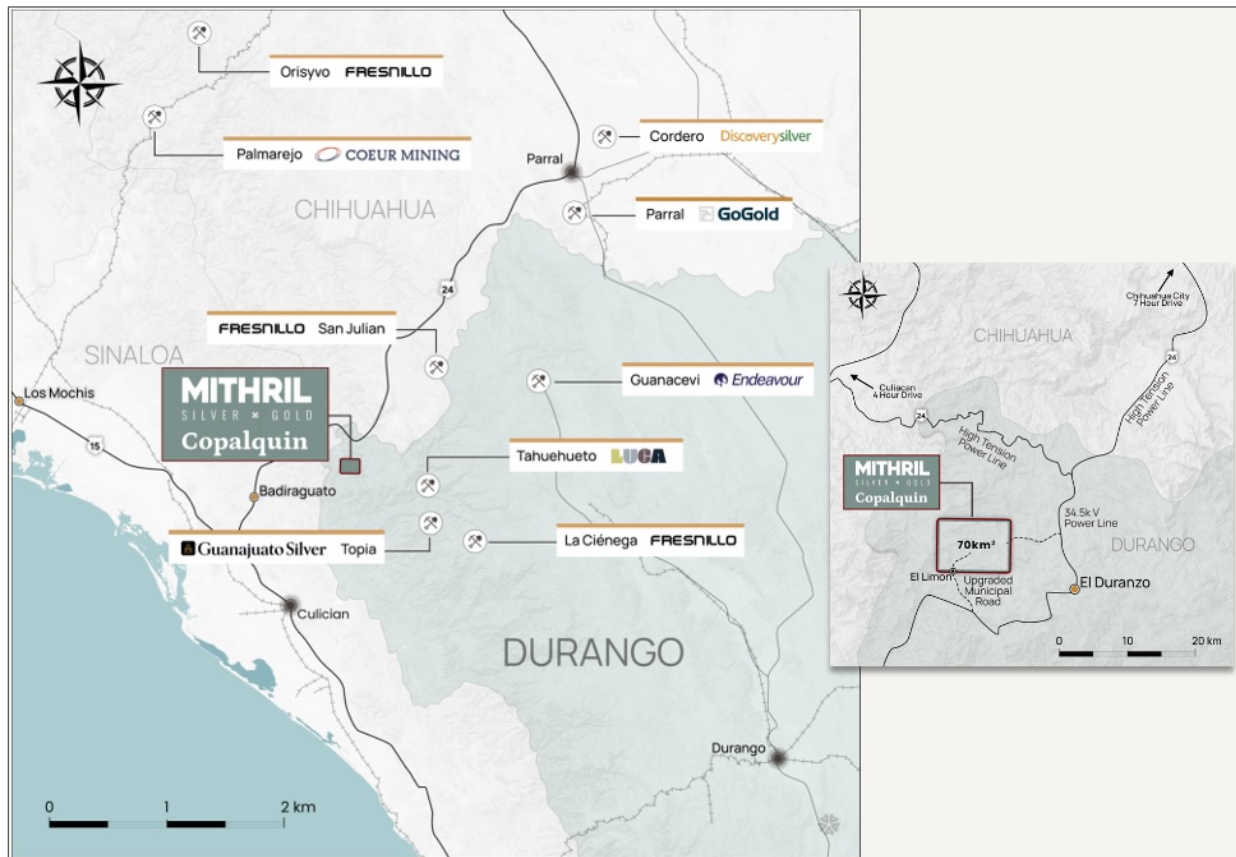 Orisyvo FRESNILLO
Palmarejo COEUR MINING
Cordero Discoverysilver
Parral
Parral GoGold
CHIHUAHUA
24
FRESNILLO San Julian
SINALOA
Los Mochis
MITHRIL
SILVER × GOLD
Copalquin
Guanacevi Endeavour
15
Tahuehueto LUCA
Badiraguato
Guanajuato Silver Topia
La Ciénega FRESNILLO
Culician
DURANGO
Durango
0 1 2 km
Chihuahua City
7 Hour Drive
CHIHUAHUA
24
Culiacan
4 Hour Drive
24
High Tension
Power Line
High Tension
Power Line
MITHRIL
SILVER × GOLD
Copalquin
34.5k V
Power Line
70km²
DURANGO
El Limon
Upgraded
Municipal
Road
El Duranzo
0 10 20 km